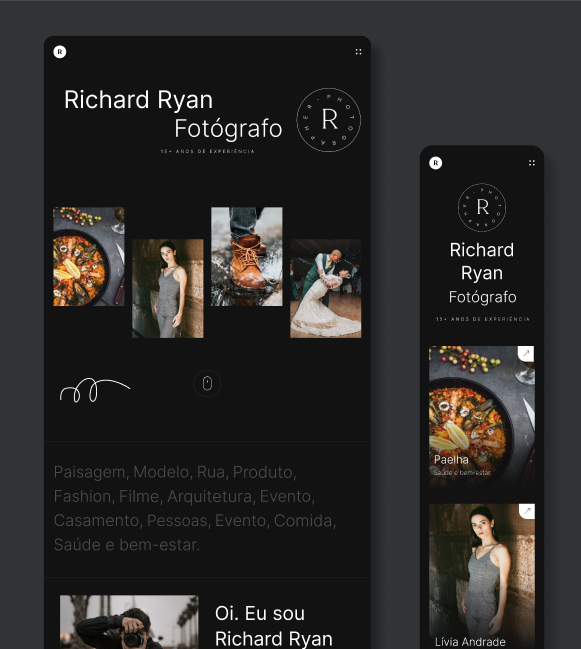 R
Richard Ryan
Fotógrafo
15+ ANOS DE EXPERIÊNCIA
PHOTOGRAPHER -
R
Paisagem, Modelo, Rua, Produto,
Fashion, Filme, Arquitetura, Evento,
Casamento, Pessoas, Evento, Comida,
Saúde e bem-estar.
Oi. Eu sou
Richard Ryan
R
PHOTOGRAPHER -
R
Richard
Ryan
Fotógrafo
15+ ANOS DE EXPERIÊNCIA
Paelha
Saúde e bem-estar
Lívia Andrade